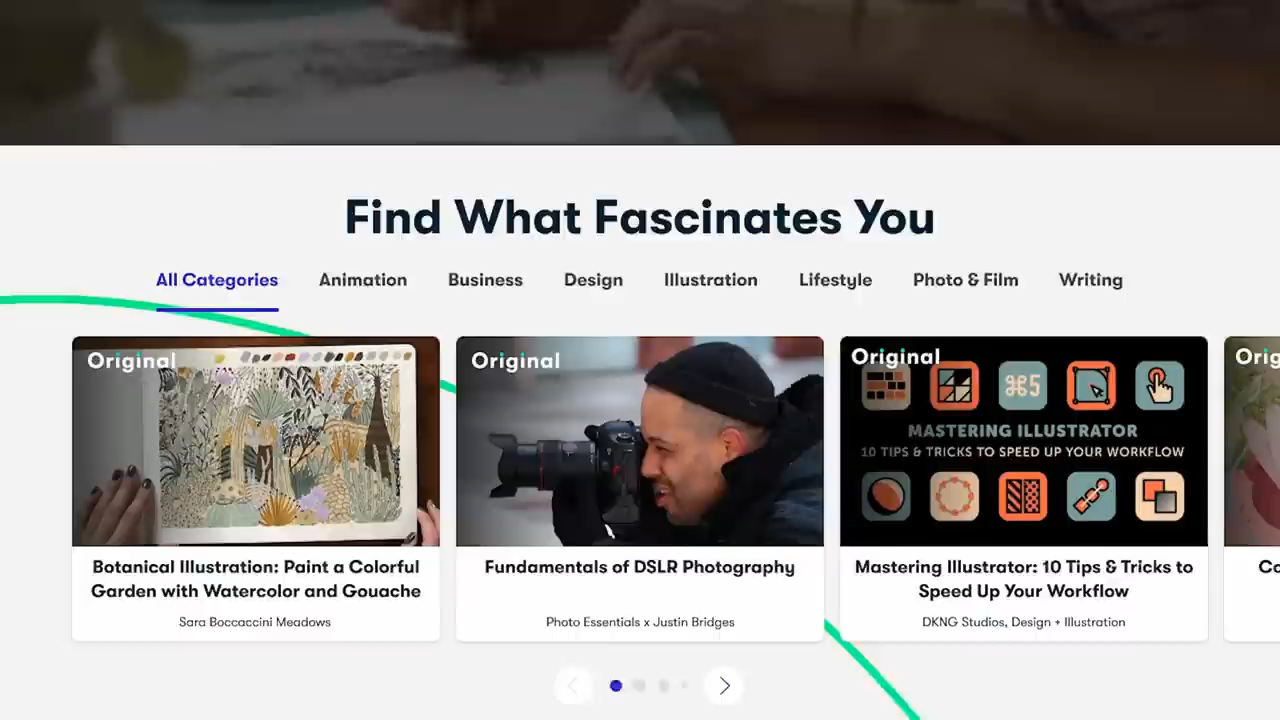 Find What Fascinates You
All Categories Animation Business Design Illustration Lifestyle Photo & Film Writing
Original
Botanical Illustration: Paint a Colorful
Garden with Watercolor and Gouache
Sara Boccaccini Meadows
Original
Fundamentals of DSLR Photography
Photo Essentials x Justin Bridges
Original
⌘5
MASTERING ILLUSTRATOR
10 TIPS & TRICKS TO SPEED UP YOUR WORKFLOW
Mastering Illustrator: 10 Tips & Tricks to
Speed Up Your Workflow
DKNG Studios, Design + Illustration